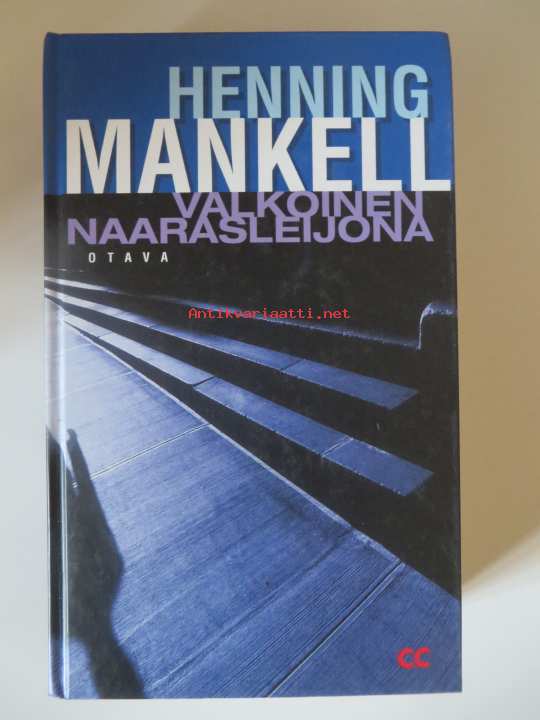 HENNING
MANKELL
VALKOINEN
NAARASLEIJONA
OTAVA
Antikvariaatti.net
CC